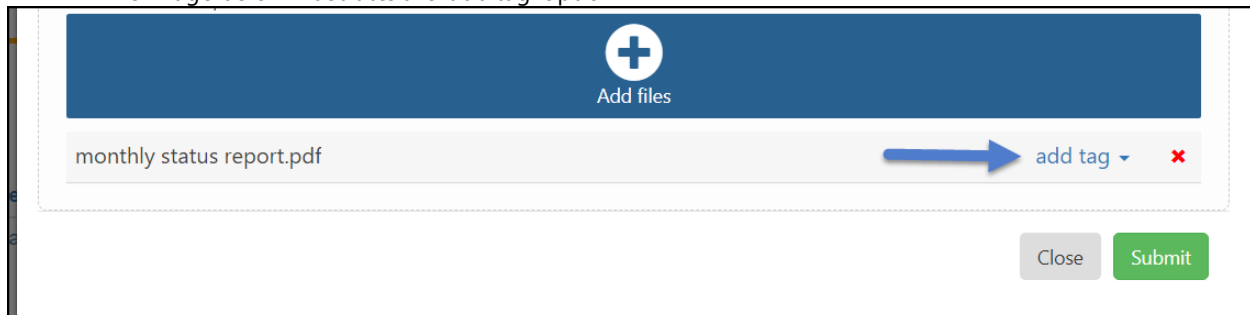 Add files
monthly status report.pdf
add tag
Close
Submit